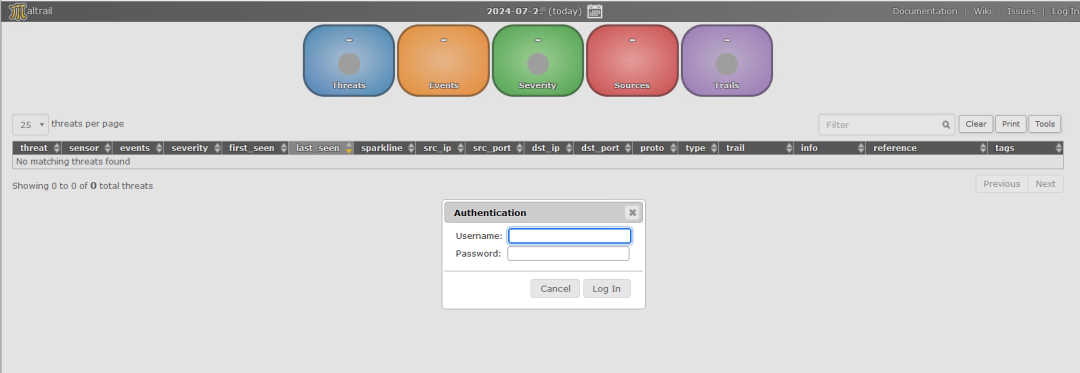 altrail 2024-07-2 (today) Documentation | Wiki | Issues | Log In
- - - - -
Threats Events Severity Sources Trails
25 threats per page Filter Clear Print Tools
threat sensor events severity first_seen last_seen sparkline src_ip src_port dst_ip dst_port proto type trail info reference tags
No matching threats found
Showing 0 to 0 of 0 total threats Previous Next
Authentication
Username:
Password:
Cancel Log In